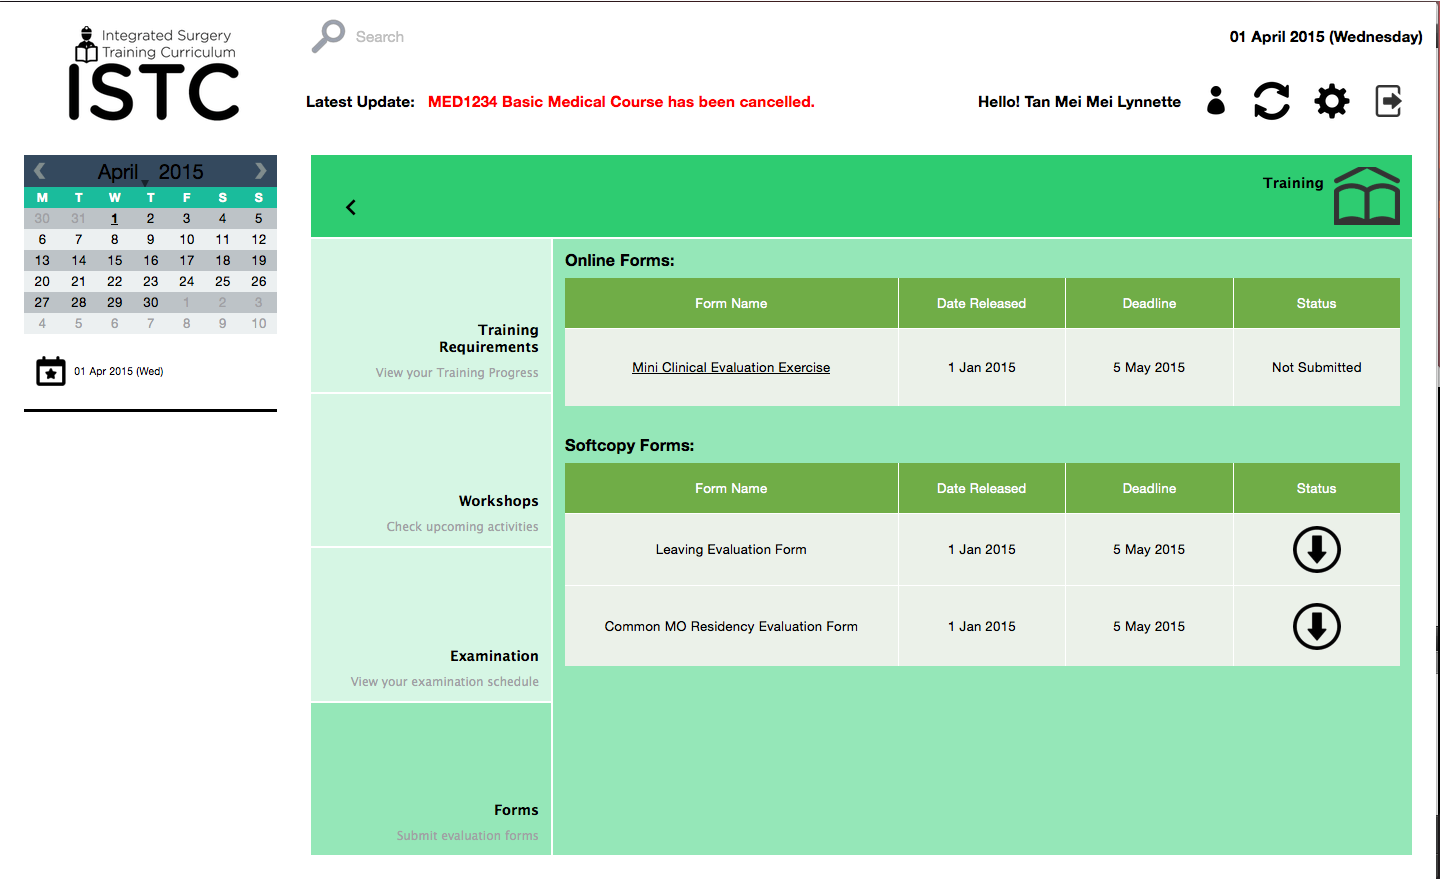 Integrated Surgery
Training Curriculum
ISTC
Search
01 April 2015 (Wednesday)
Latest Update: MED1234 Basic Medical Course has been cancelled.
Hello! Tan Mei Mei Lynnette
April 2015
M T W T F S S
30 31 1 2 3 4 5
6 7 8 9 10 11 12
13 14 15 16 17 18 19
20 21 22 23 24 25 26
27 28 29 30 1 2 3
4 5 6 7 8 9 10
01 Apr 2015 (Wed)
Training
Training
Requirements
View your Training Progress
Workshops
Check upcoming activities
Examination
View your examination schedule
Forms
Submit evaluation forms
Online Forms:
Form Name Date Released Deadline Status
Mini Clinical Evaluation Exercise 1 Jan 2015 5 May 2015 Not Submitted
Softcopy Forms:
Form Name Date Released Deadline Status
Leaving Evaluation Form 1 Jan 2015 5 May 2015
Common MO Residency Evaluation Form 1 Jan 2015 5 May 2015